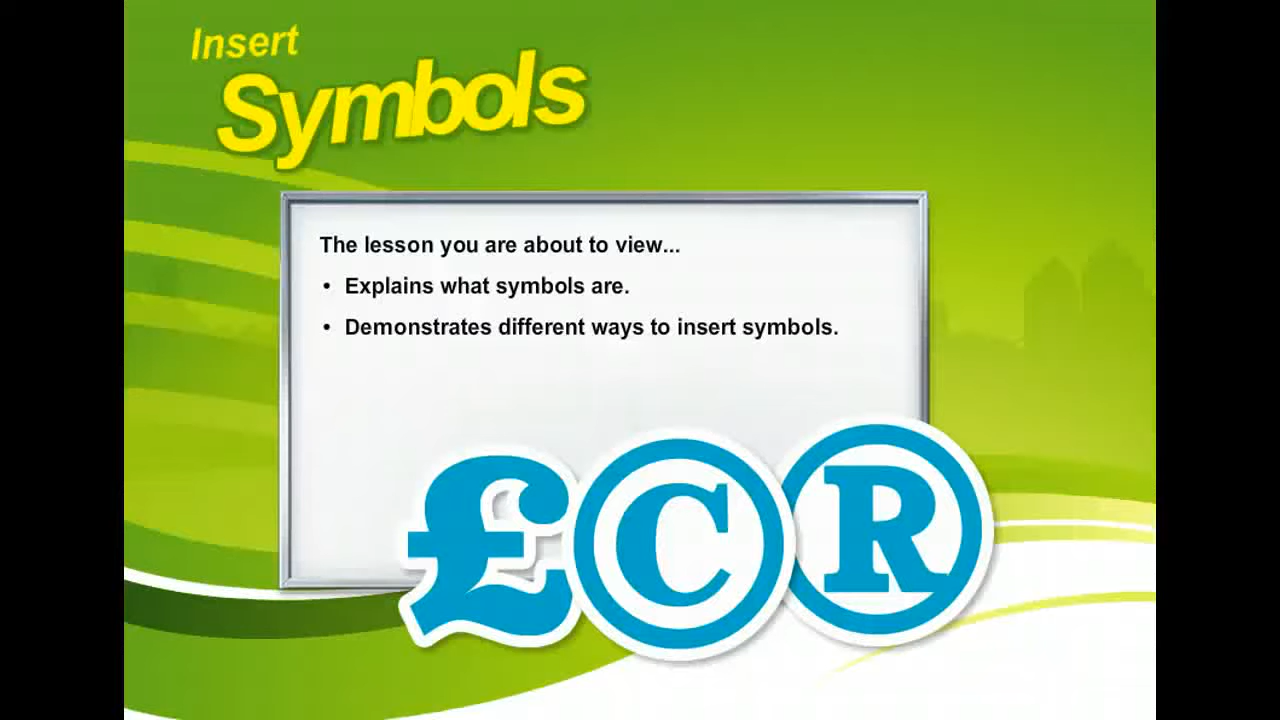 Insert
Symbols
The lesson you are about to view...
• Explains what symbols are.
• Demonstrates different ways to insert symbols.
£©®